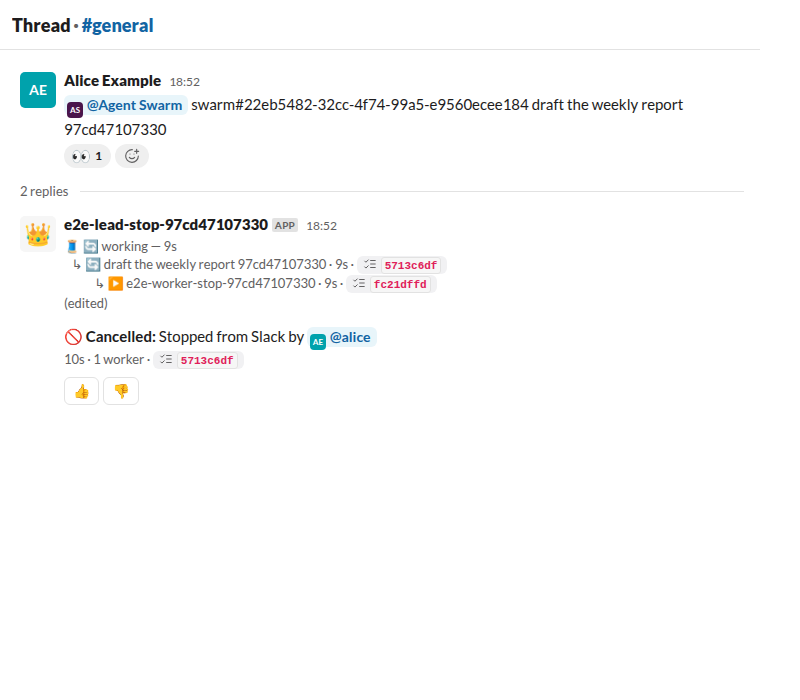 Thread · #general
AE
Alice Example 18:52
AS @Agent Swarm swarm#22eb5482-32cc-4f74-99a5-e9560ecee184 draft the weekly report
97cd47107330
👀 1
2 replies
e2e-lead-stop-97cd47107330 APP 18:52
🧵 🔄 working — 9s
↳ 🔄 draft the weekly report 97cd47107330 · 9s · 5713c6df
↳ ▶️ e2e-worker-stop-97cd47107330 · 9s · fc21dffd
(edited)
🚫 Cancelled: Stopped from Slack by AE @alice
10s · 1 worker · 5713c6df
👍 👎